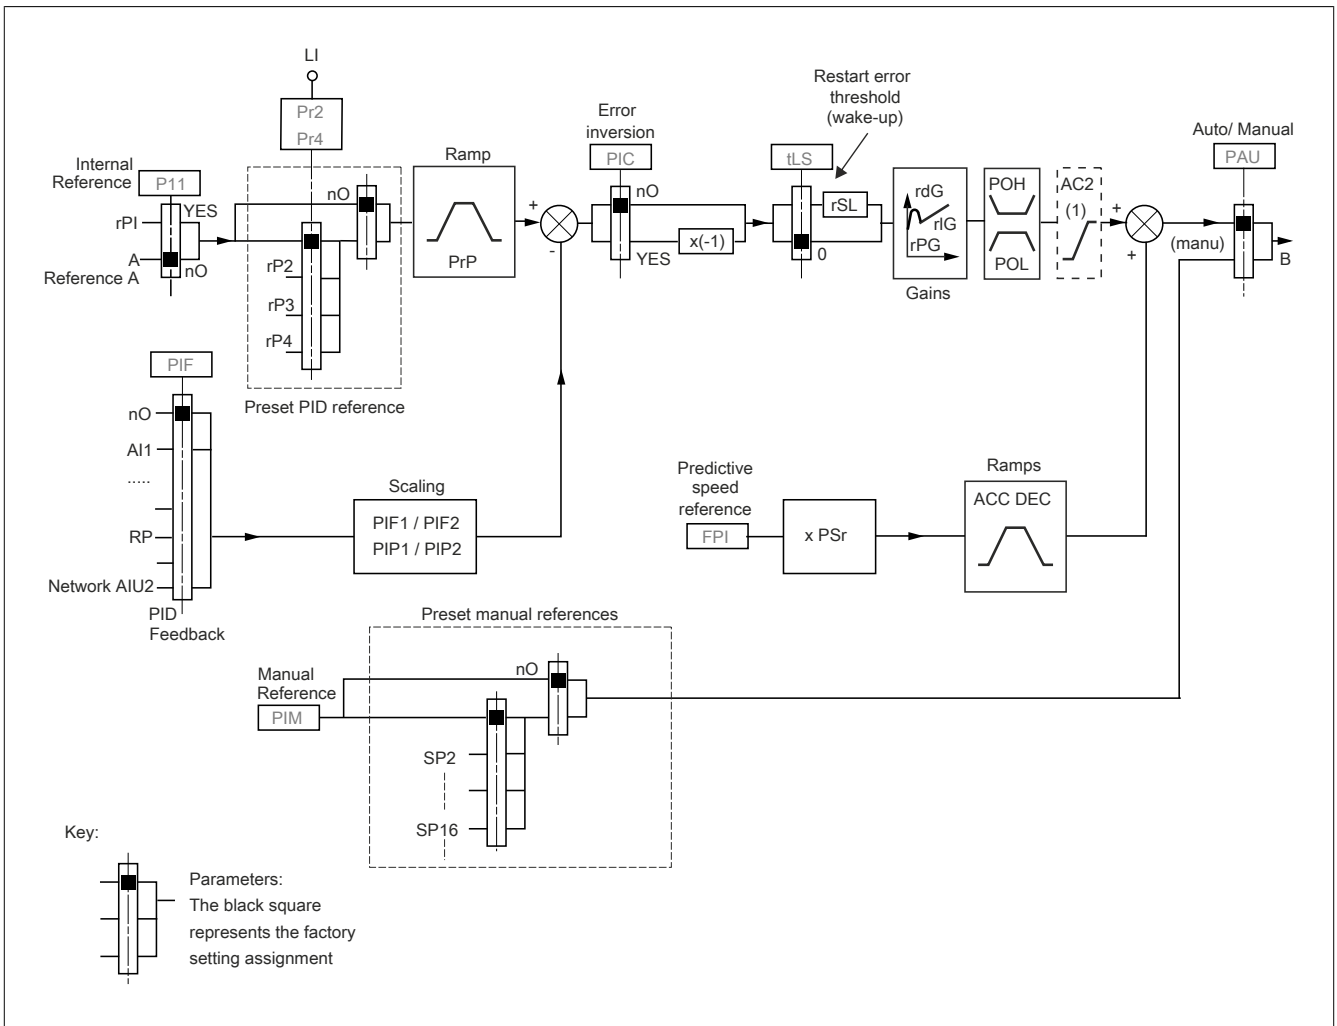 LI
Pr2
Pr4
Internal
Reference
P11
YES
rPI
A
nO
Reference A
nO
rP2
rP3
rP4
Preset PID reference
Ramp
PrP
+
-
Error
inversion
PIC
nO
x(-1)
YES
tLS
0
Restart error
threshold
(wake-up)
rSL
rdG
rIG
rPG
Gains
POH
POL
AC2
(1)
+
+
Auto/ Manual
PAU
(manu)
B
PIF
nO
AI1
.....
RP
Network AIU2
PID
Feedback
Scaling
PIF1 / PIF2
PIP1 / PIP2
Predictive
speed
reference
FPI
x PSr
Ramps
ACC DEC
Preset manual references
Manual
Reference
PIM
nO
SP2
SP16
Key:
Parameters:
The black square
represents the factory
setting assignment